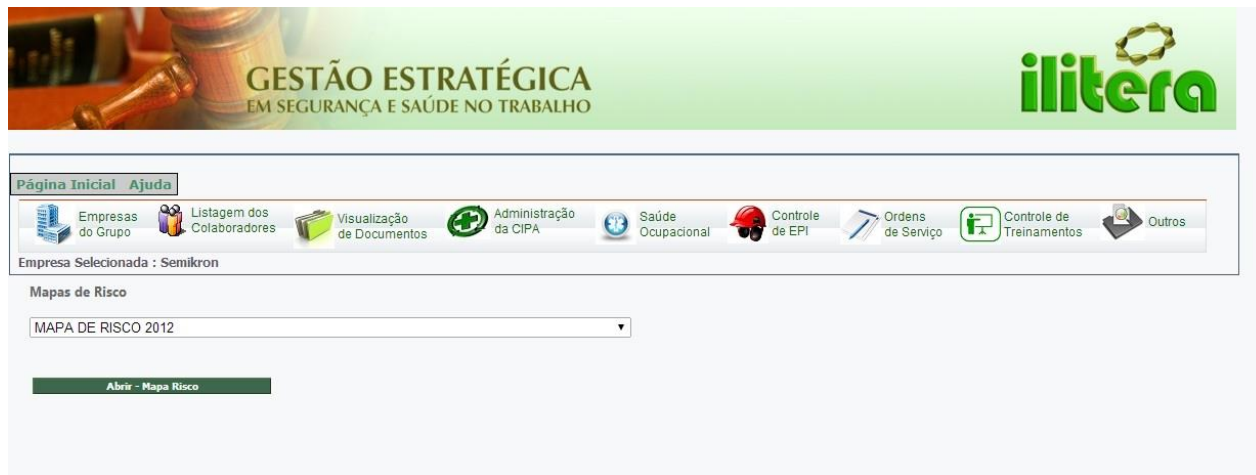 GESTÃO ESTRATÉGICA
EM SEGURANÇA E SAÚDE NO TRABALHO
ilitera
Página Inicial Ajuda
Empresas do Grupo
Listagem dos Colaboradores
Visualização de Documentos
Administração da CIPA
Saúde Ocupacional
Controle de EPI
Ordens de Serviço
Controle de Treinamentos
Outros
Empresa Selecionada : Semikron
Mapas de Risco
MAPA DE RISCO 2012
Abrir - Mapa Risco